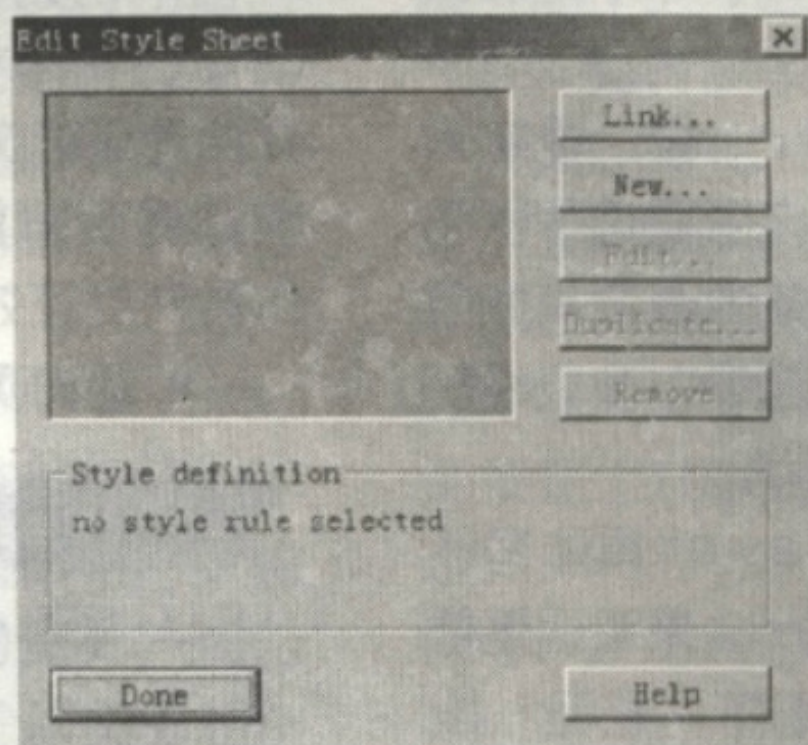 Edit Style Sheet
Link...
New...
Edit...
Duplicate...
Remove
Style definition
no style rule selected
Done
Help